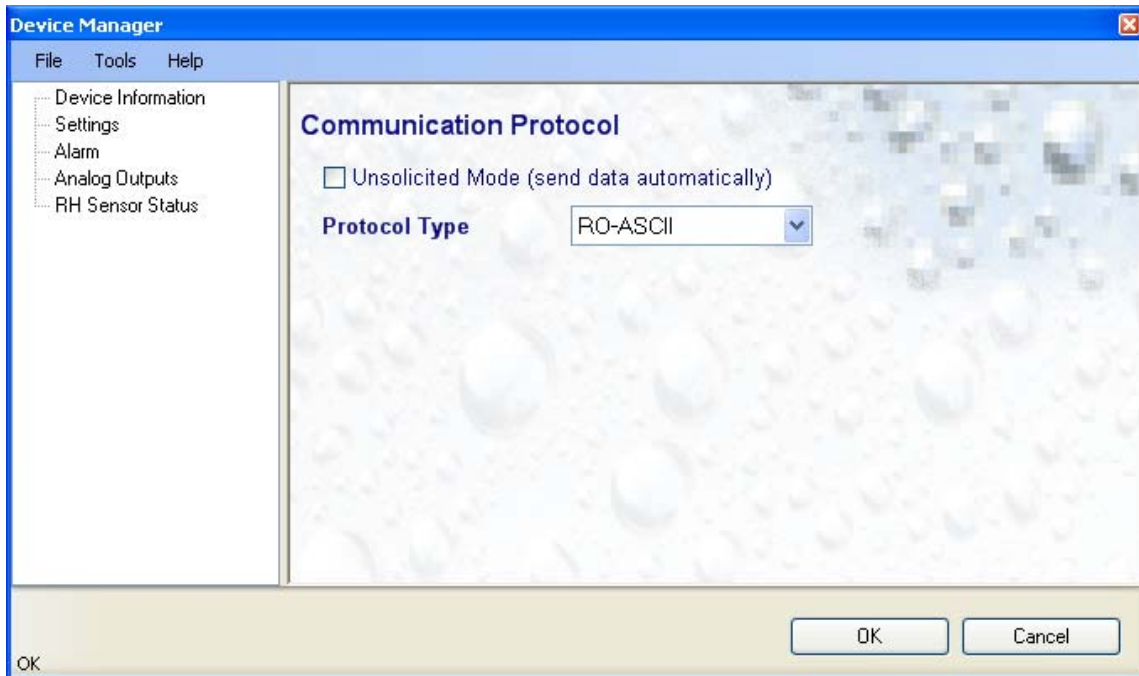 Device Manager
File Tools Help
Device Information
Settings
Alarm
Analog Outputs
RH Sensor Status
Communication Protocol
Unsolicited Mode (send data automatically)
Protocol Type RO-ASCII
OK Cancel
OK